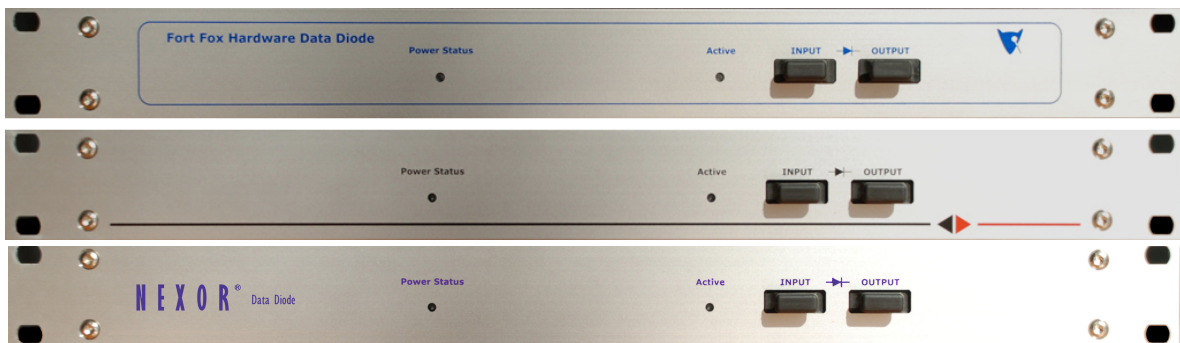 Fort Fox Hardware Data Diode
Power Status
Active
INPUT
OUTPUT
Power Status
Active
INPUT
OUTPUT
NEXOR® Data Diode
Power Status
Active
INPUT
OUTPUT